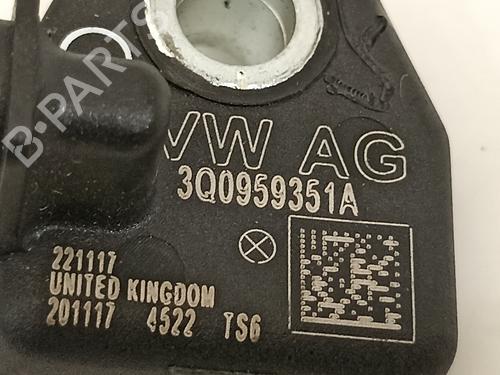 B-PARTS
VW AG
3Q0959351A
221117
UNITED KINGDOM
201117 4522 TS6